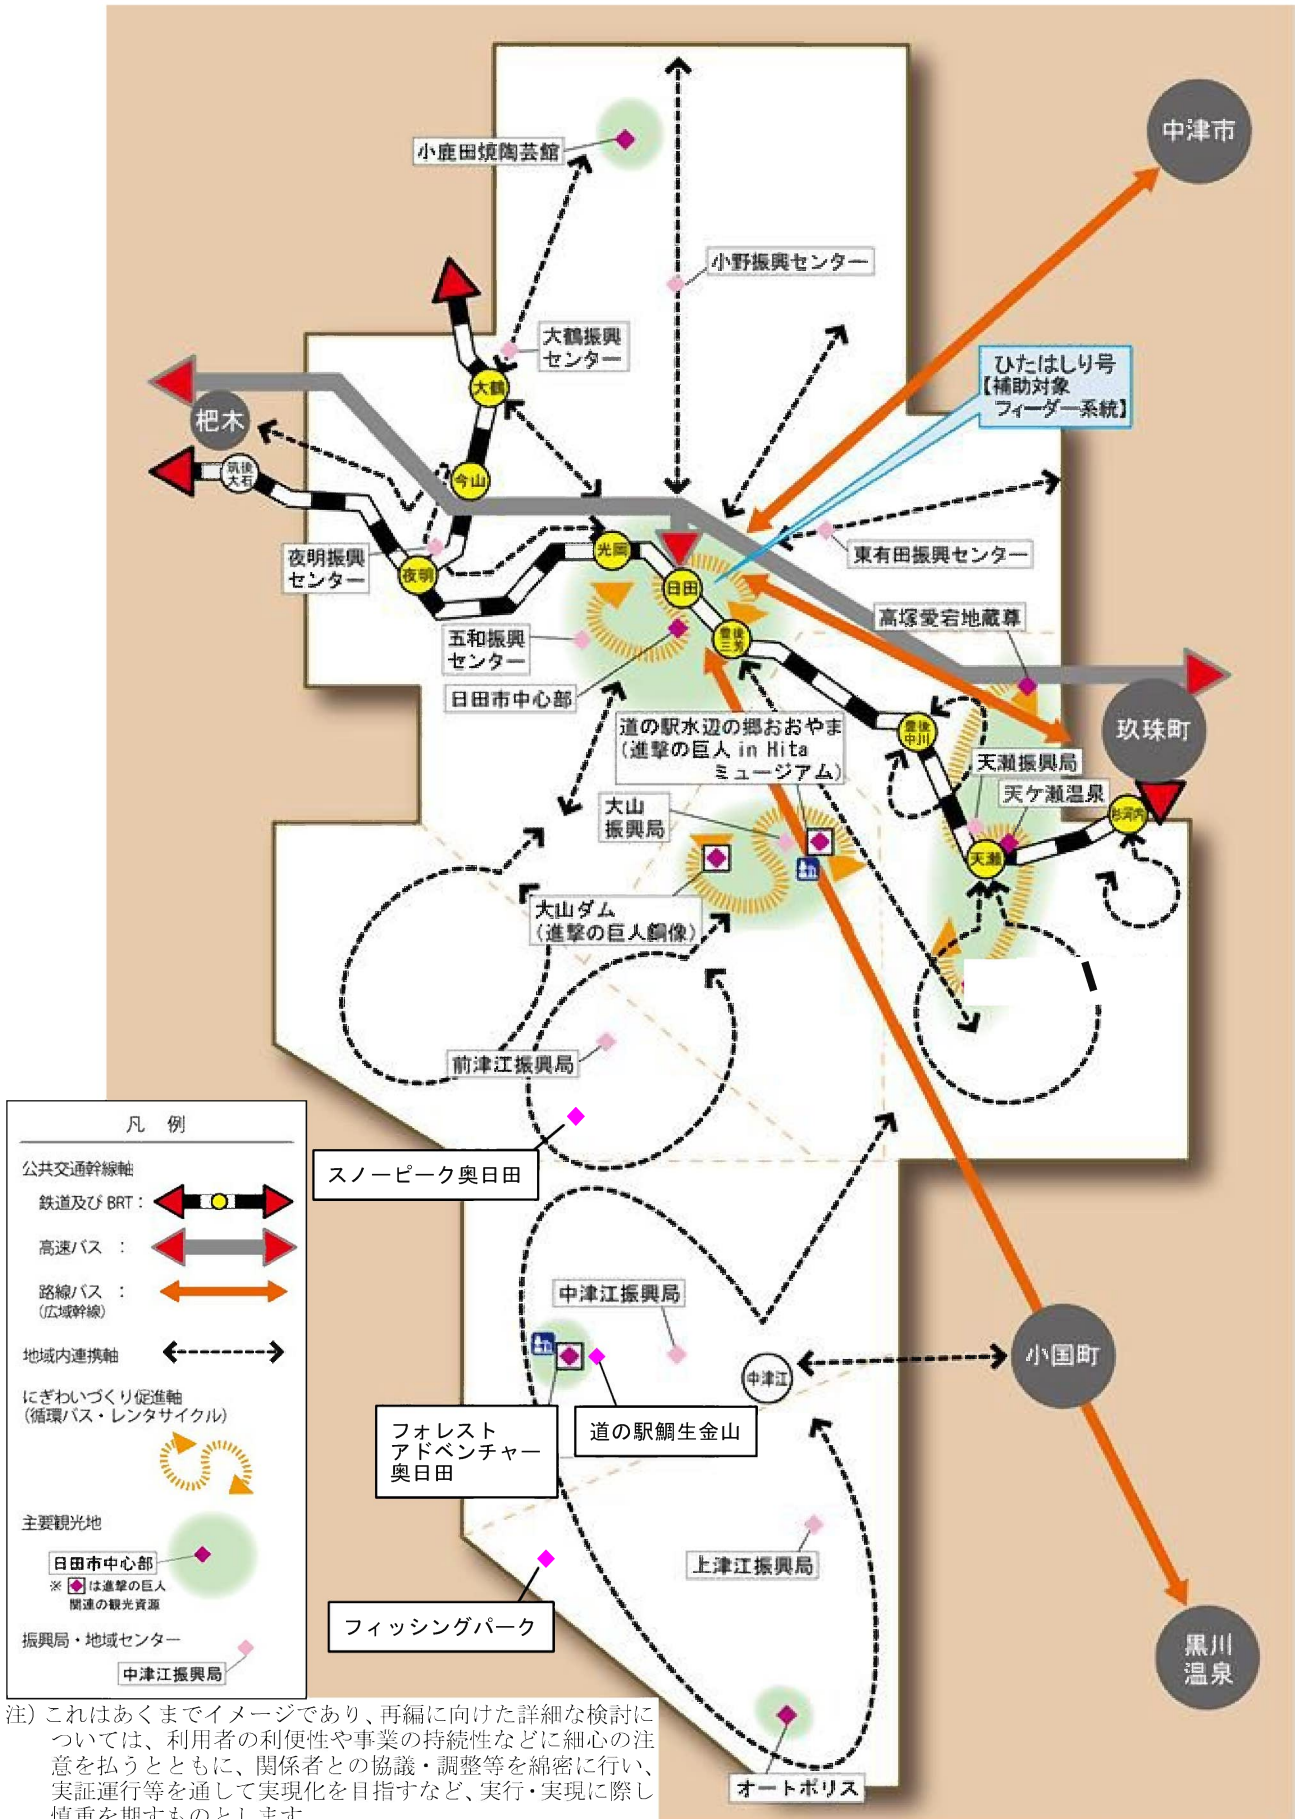 中津市
小鹿田焼陶芸館
小野振興センター
大鶴振興
センター
ひたはしり号
【補助対象
フィーダー系統】
大鶴
杷木
筑後
大石
今山
夜明振興
センター
夜明
光岡
東有田振興センター
日田
高塚愛宕地蔵尊
五和振興
センター
豊後
三芳
日田市中心部
道の駅水辺の郷おおやま
(進撃の巨人 in Hita
ミュージアム)
豊後
中川
玖珠町
天瀬振興局
天ケ瀬温泉
大山
振興局
杉河内
天瀬
大山ダム
(進撃の巨人銅像)
前津江振興局
スノーピーク奥日田
中津江振興局
中津江
小国町
フォレスト
アドベンチャー
奥日田
道の駅鯛生金山
上津江振興局
フィッシングパーク
黒川
温泉
オートポリス
凡 例
公共交通幹線軸
鉄道及び BRT：
高速バス ：
路線バス ：
(広域幹線)
地域内連携軸
にぎわいづくり促進軸
(循環バス・レンタサイクル)
主要観光地
日田市中心部
※ は進撃の巨人
関連の観光資源
振興局・地域センター
中津江振興局
注) これはあくまでイメージであり、再編に向けた詳細な検討に
ついては、利用者の利便性や事業の持続性などに細心の注
意を払うとともに、関係者との協議・調整等を綿密に行い、
実証運行等を通して実現化を目指すなど、実行・実現に際し
慎重を期すものとします